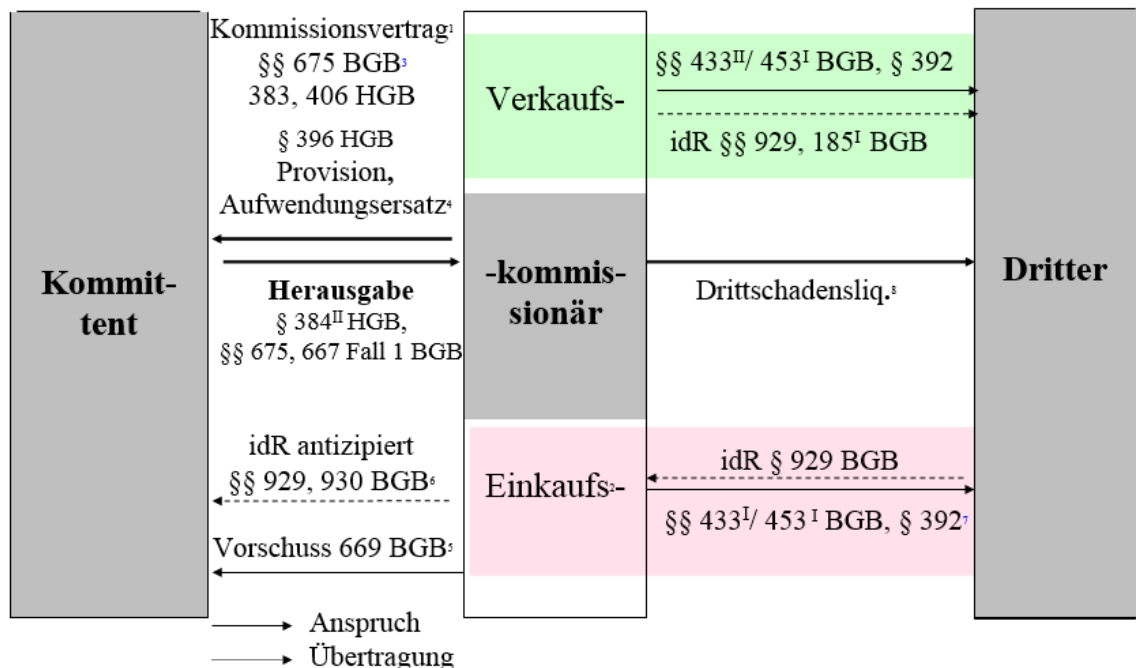 Kommissionsvertrag¹
§§ 675 BGB³
383, 406 HGB
§ 396 HGB
Provision,
Aufwendungsersatz⁴
Kommit-
tent
Herausgabe
§ 384ᴵᴵ HGB,
§§ 675, 667 Fall 1 BGB
idR antizipiert
§§ 929, 930 BGB⁶
Vorschuss 669 BGB⁵
Verkaufs-
-kommis-
sionär
Einkaufs²-
§§ 433ᴵᴵ/ 453ᴵ BGB, § 392
idR §§ 929, 185ᴵ BGB
Drittschadensliq.⁸
idR § 929 BGB
§§ 433ᴵ/ 453 ᴵ BGB, § 392⁷
Dritter
Anspruch
Übertragung